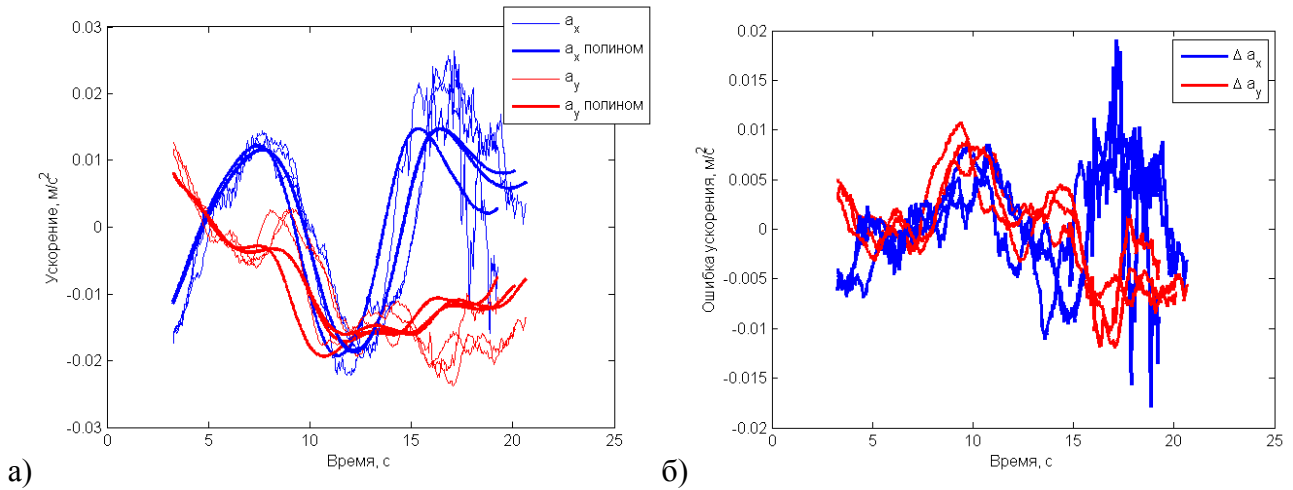 0.03
0.02
0.01
0
-0.01
-0.02
-0.03
0 5 10 15 20 25
Время, с
Ускорение, м/с²
a_x
a_x полином
a_y
a_y полином
а)
0.02
0.015
0.01
0.005
0
-0.005
-0.01
-0.015
-0.02
0 5 10 15 20 25
Время, с
Ошибка ускорения, м/с²
Δ a_x
Δ a_y
б)